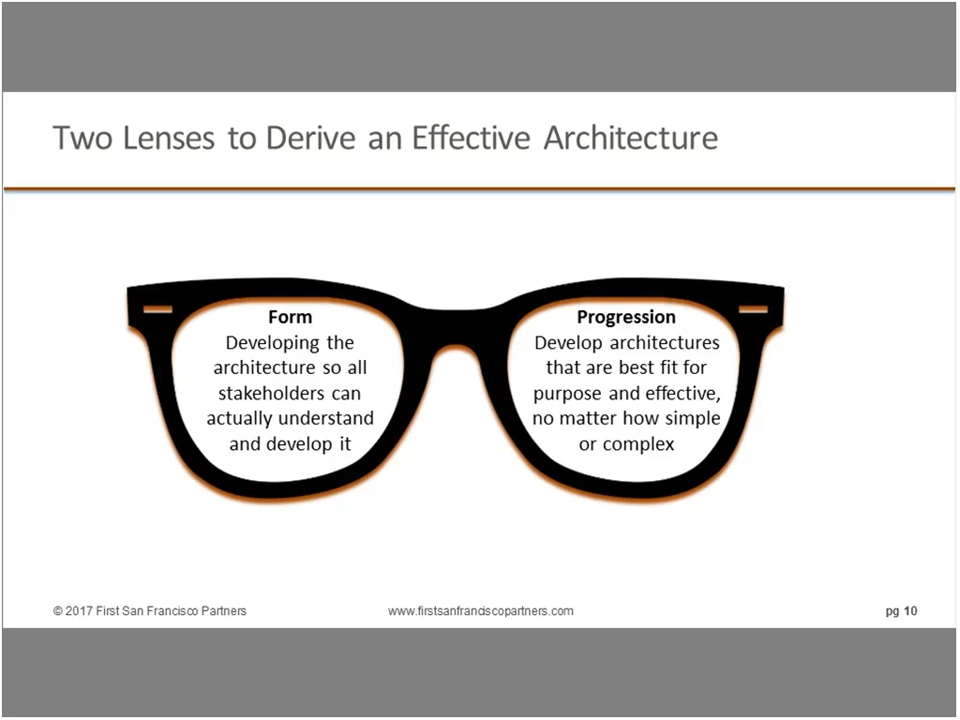 Two Lenses to Derive an Effective Architecture
Form
Developing the
architecture so all
stakeholders can
actually understand
and develop it
Progression
Develop architectures
that are best fit for
purpose and effective,
no matter how simple
or complex
© 2017 First San Francisco Partners
www.firstsanfranciscopartners.com
pg 10